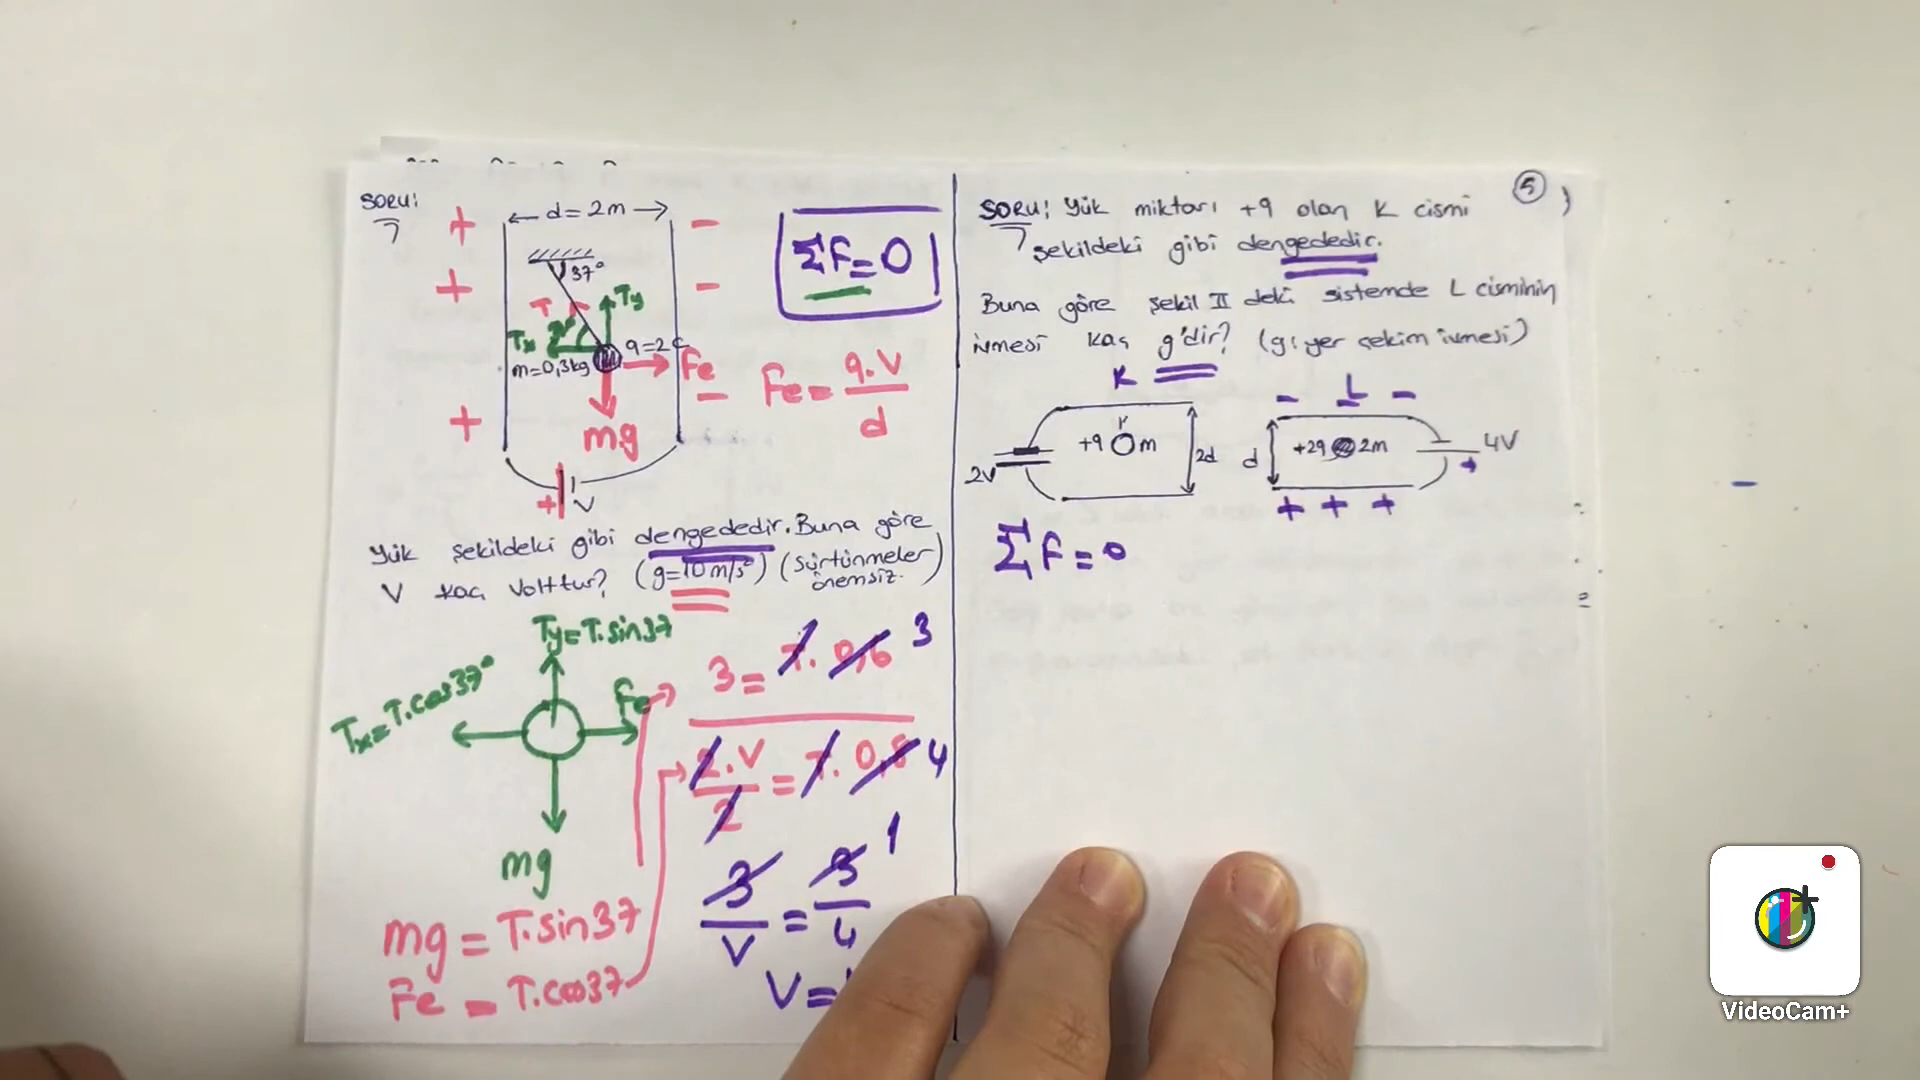 SORU:
d = 2m
37°
T
Ty
Tx
q=2C
m=0,3kg
Fe
mg
+ V
ΣF = 0
Fe = q.V / d
Yük şekildeki gibi dengededir. Buna göre
V kaç Volttur? (g=10m/s²) (Sürtünmeler önemsiz.
Ty=T.sin37
Tx=T.cos37°
Fe
mg
mg = T.sin37
Fe = T.cos37
3 = T. 0,6 3
2.V / 2 = T. 0,8 4
3 / V = 3 / 4 1
V =
5
SORU: Yük miktarı +q olan K cismi
şekildeki gibi dengededir.
Buna göre şekil II deki sistemde L cisminin
ivmesi kaç g'dir? (g: yer çekim ivmesi)
K
+q m
2d
2V
L
d
+2q 2m
4V
ΣF = 0
VideoCam+